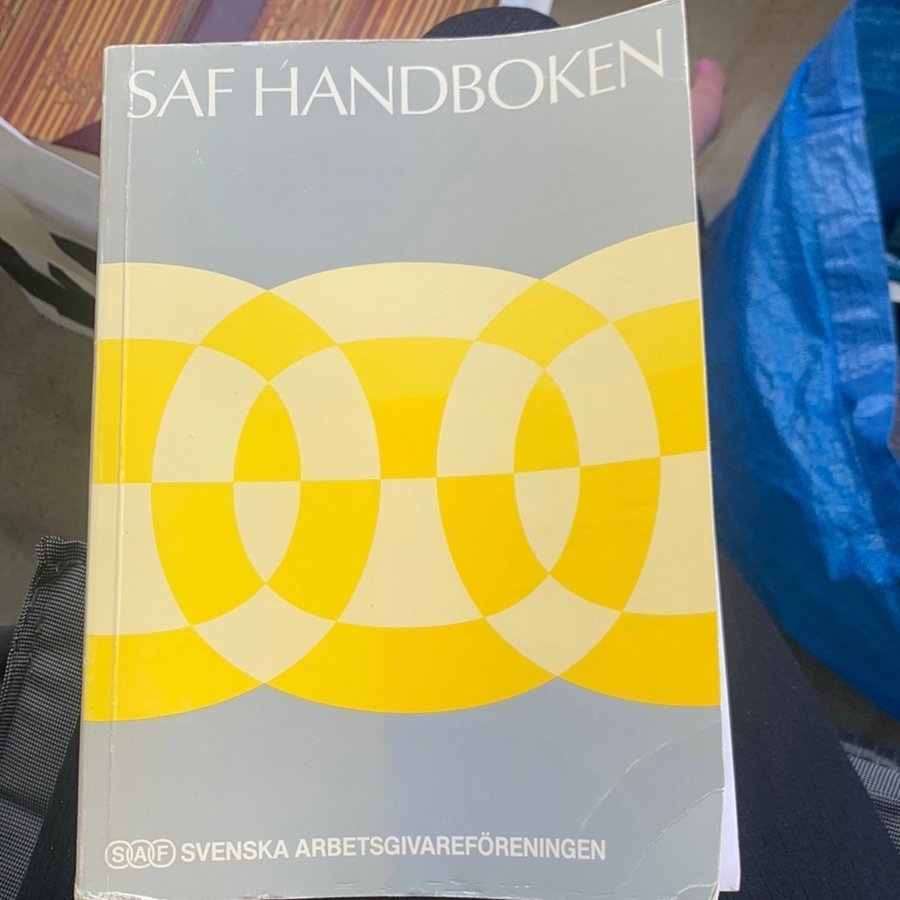 SAF HANDBOKEN
SAF SVENSKA ARBETSGIVAREFÖRENINGEN